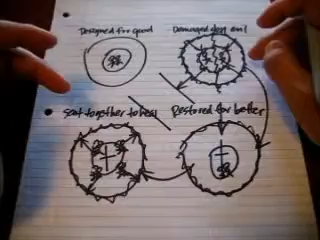 Designed for Good
Damaged by evil
Sent together to heal
Restored for better